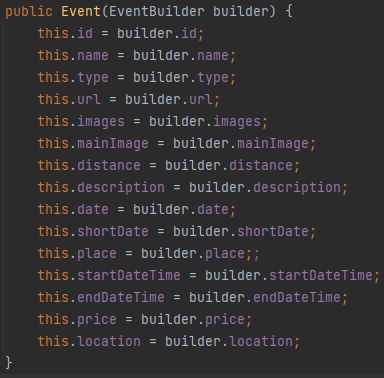 public Event(EventBuilder builder) {
this.id = builder.id;
this.name = builder.name;
this.type = builder.type;
this.url = builder.url;
this.images = builder.images;
this.mainImage = builder.mainImage;
this.distance = builder.distance;
this.description = builder.description;
this.date = builder.date;
this.shortDate = builder.shortDate;
this.place = builder.place;;
this.startDateTime = builder.startDateTime;
this.endDateTime = builder.endDateTime;
this.price = builder.price;
this.location = builder.location;
}